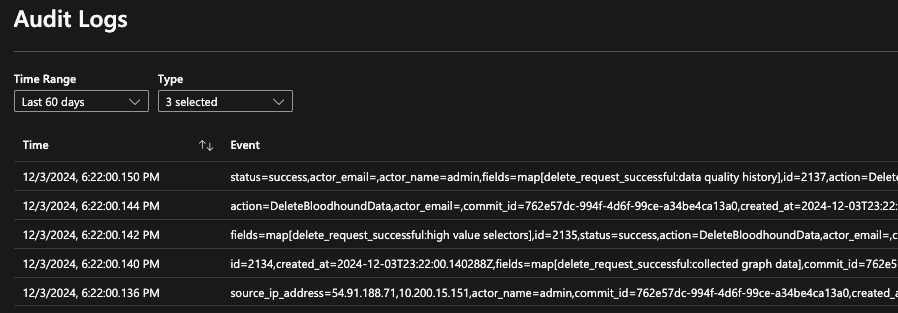 Audit Logs
Time Range Type
Last 60 days 3 selected
Time Event
12/3/2024, 6:22:00.150 PM status=success,actor_email=,actor_name=admin,fields=map[delete_request_successful:data quality history],id=2137,action=Delete
12/3/2024, 6:22:00.144 PM action=DeleteBloodhoundData,actor_email=,commit_id=762e57dc-994f-4d6f-99ce-a34be4ca13a0,created_at=2024-12-03T23:22:
12/3/2024, 6:22:00.142 PM fields=map[delete_request_successful:high value selectors],id=2135,status=success,action=DeleteBloodhoundData,actor_email=,c
12/3/2024, 6:22:00.140 PM id=2134,created_at=2024-12-03T23:22:00.140288Z,fields=map[delete_request_successful:collected graph data],commit_id=762e5
12/3/2024, 6:22:00.136 PM source_ip_address=54.91.188.71,10.200.15.151,actor_name=admin,commit_id=762e57dc-994f-4d6f-99ce-a34be4ca13a0,created_a